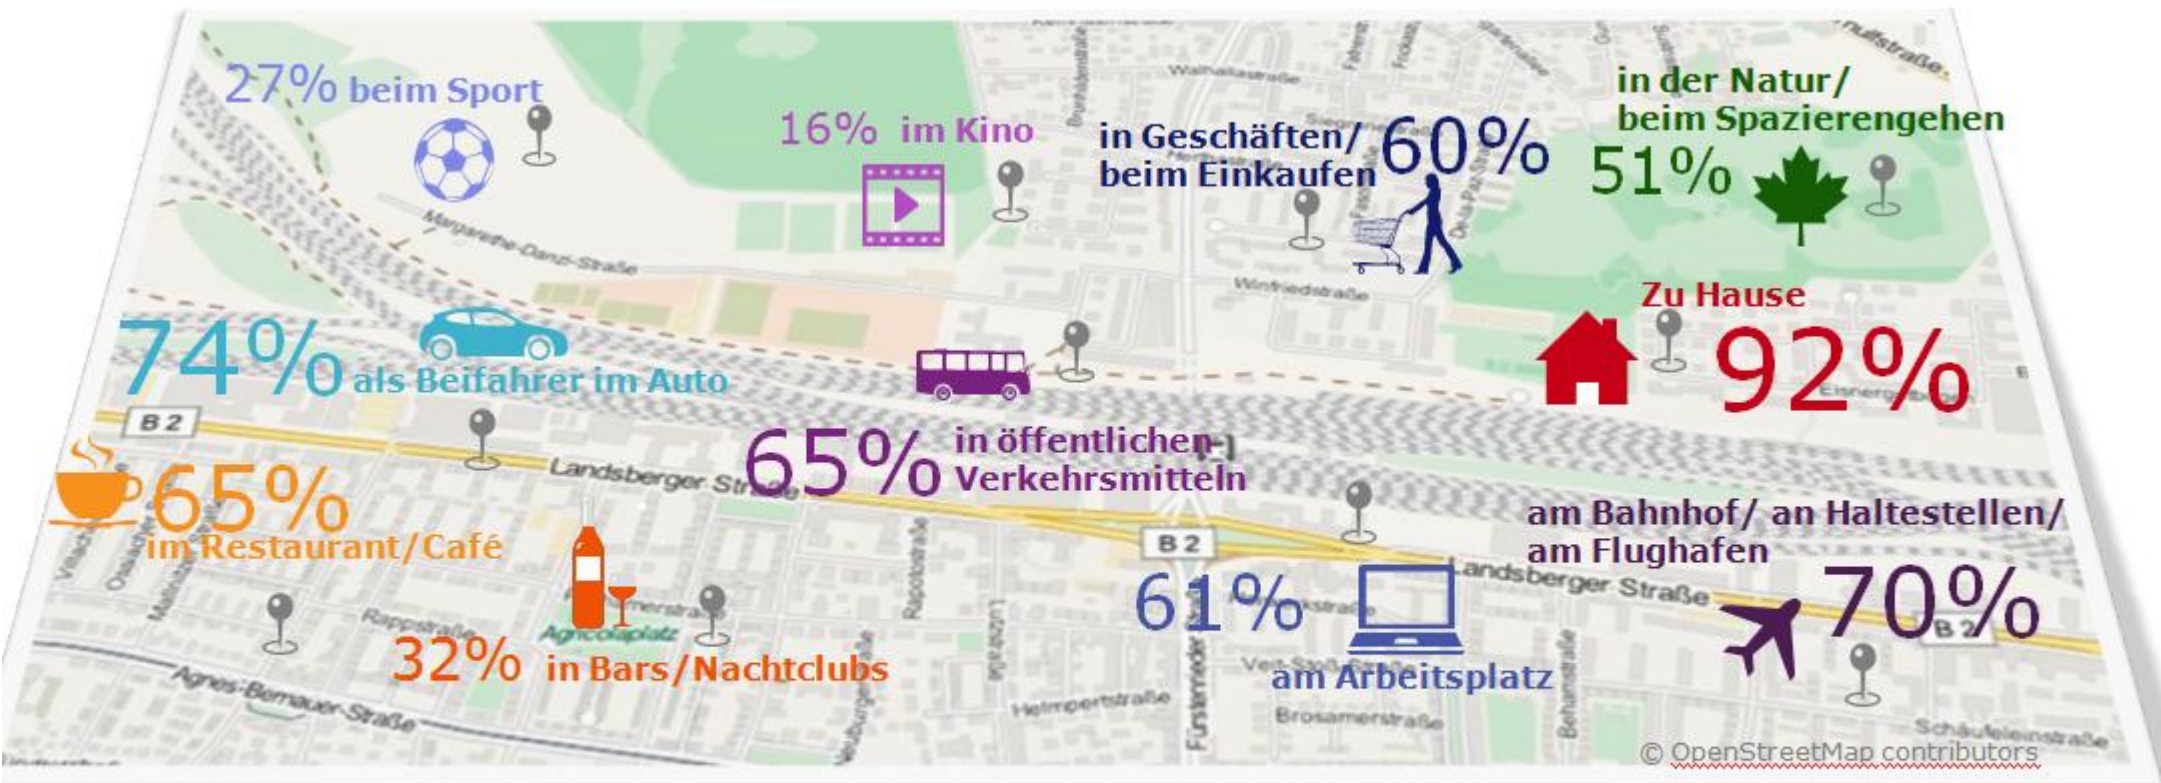 27% beim Sport
16% im Kino
in Geschäften/
beim Einkaufen
60%
in der Natur/
beim Spazierengehen
51%
Walhallastraße
Margarethe-Danzi-Straße
Winfriedstraße
74%
als Beifahrer im Auto
Zu Hause
92%
B 2
65%
im Restaurant/Café
Landsberger Straße
65%
in öffentlichen
Verkehrsmitteln
B 2
am Bahnhof/ an Haltestellen/
am Flughafen
70%
Landsberger Straße
B 2
61%
am Arbeitsplatz
Rappstraße
Agricolaplatz
32% in Bars/Nachtclubs
Agnes-Bernauer-Straße
Helmpertstraße
Brosamerstraße
Schäufeleinstraße
© OpenStreetMap contributors